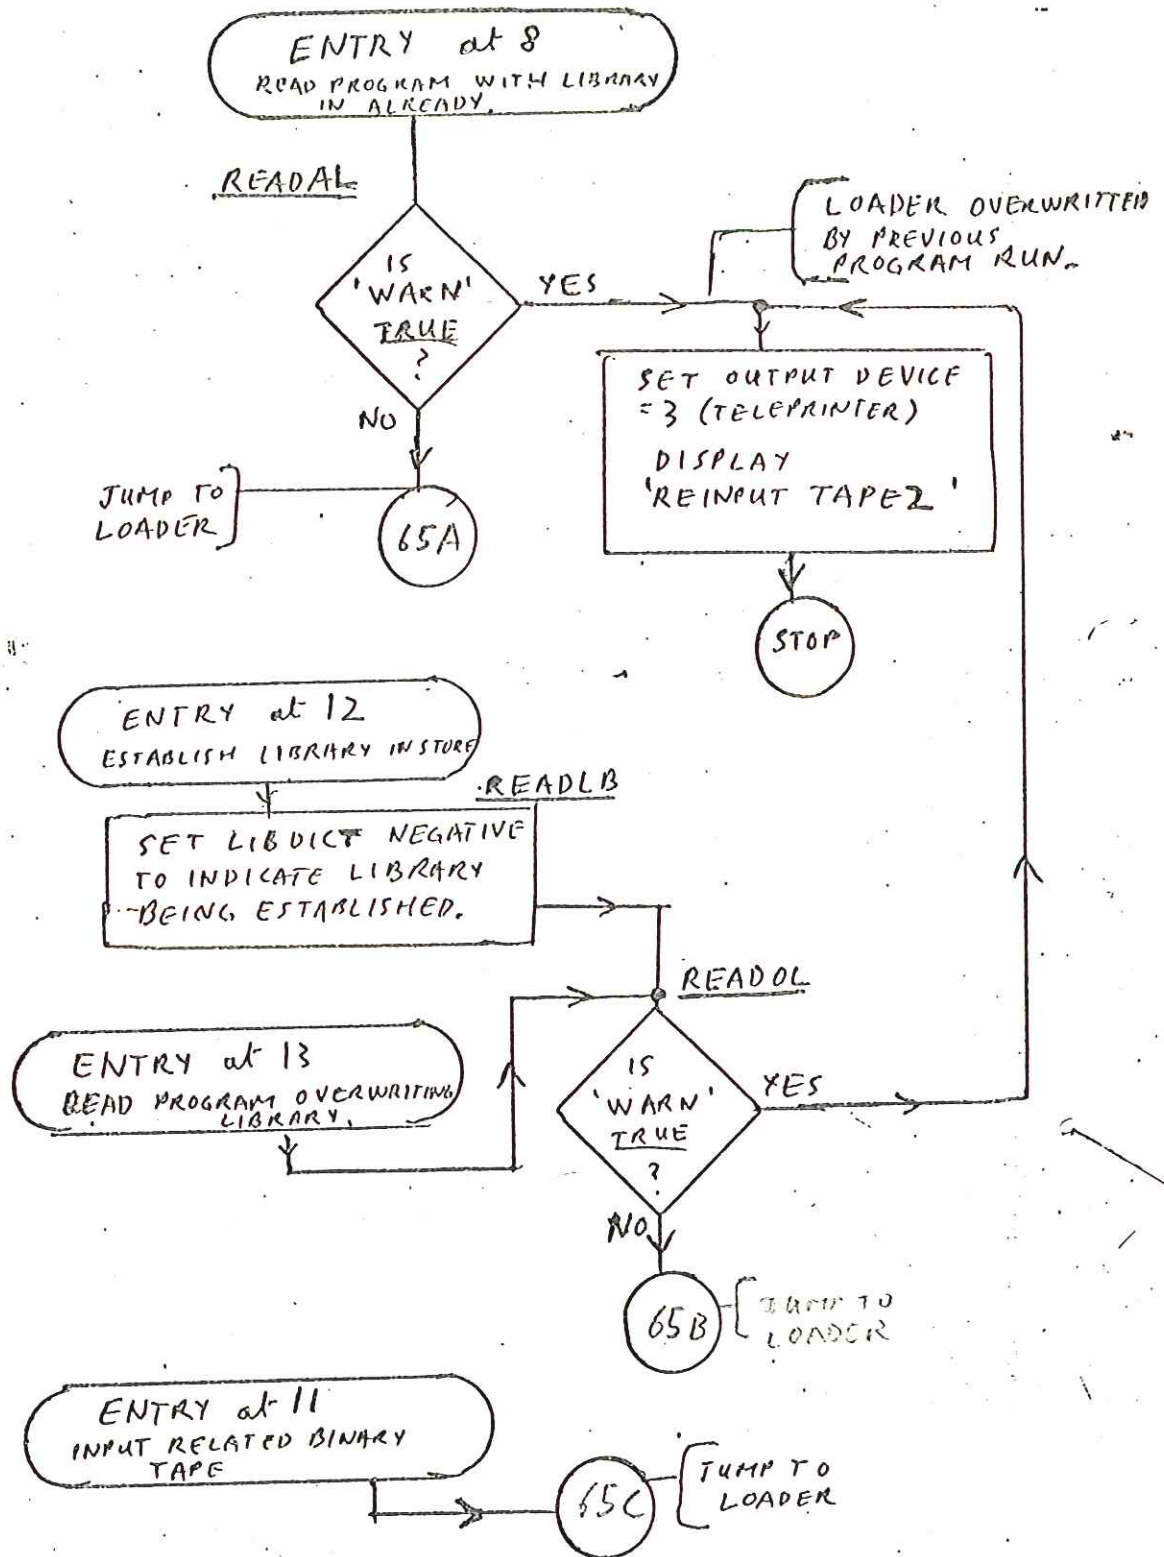 ENTRY at 8
READ PROGRAM WITH LIBRARY
IN ALREADY.
READAL
IS
'WARN'
TRUE
?
YES
NO
LOADER OVERWRITTEN
BY PREVIOUS
PROGRAM RUN.
SET OUTPUT DEVICE
=3 (TELEPRINTER)
DISPLAY
'REINPUT TAPE2'
STOP
JUMP TO
LOADER
65A
ENTRY at 12
ESTABLISH LIBRARY IN STORE
READLB
SET LIBDICT NEGATIVE
TO INDICATE LIBRARY
BEING ESTABLISHED.
READOL
ENTRY at 13
READ PROGRAM OVERWRITING
LIBRARY.
IS
'WARN'
TRUE
?
YES
NO
65B
JUMP TO
LOADER
ENTRY at 11
INPUT RELATED BINARY
TAPE
65C
JUMP TO
LOADER